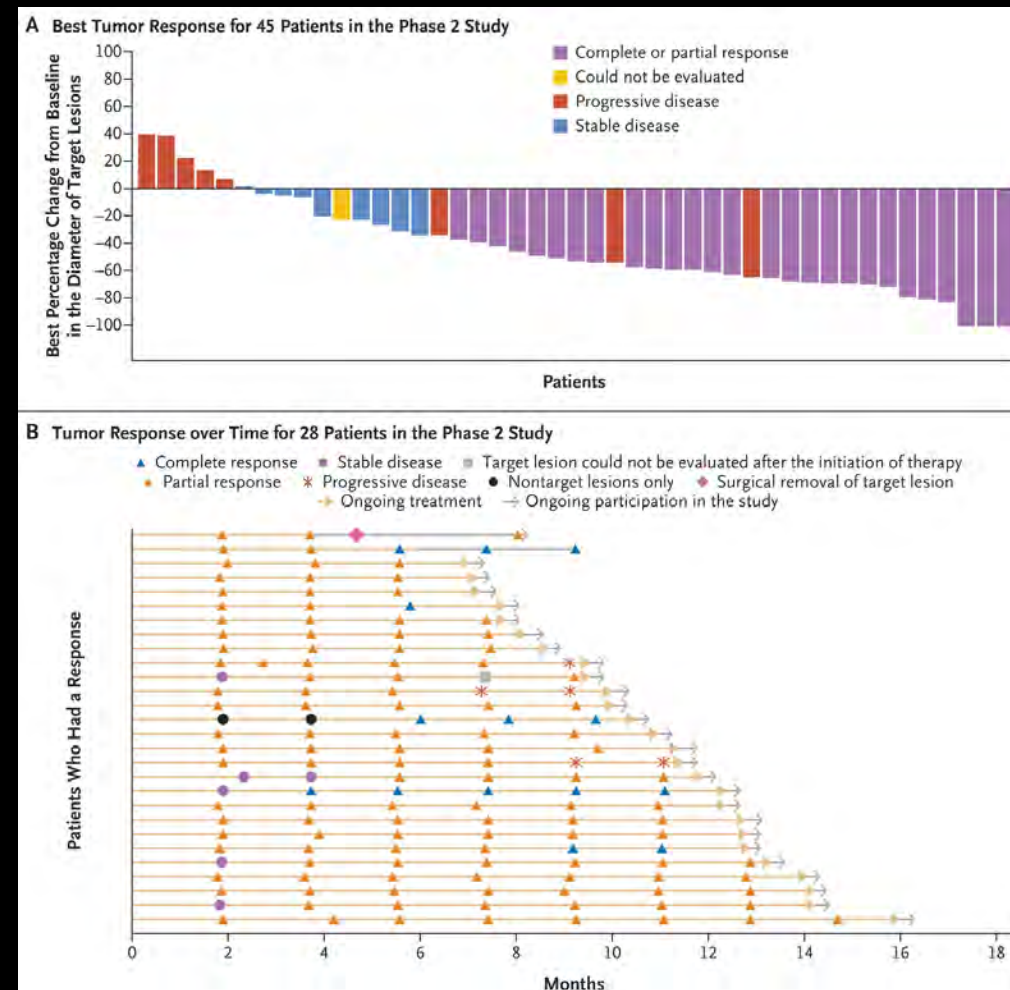 A Best Tumor Response for 45 Patients in the Phase 2 Study
Best Percentage Change from Baseline
in the Diameter of Target Lesions
100
80
60
40
20
0
−20
−40
−60
−80
−100
Complete or partial response
Could not be evaluated
Progressive disease
Stable disease
Patients
B Tumor Response over Time for 28 Patients in the Phase 2 Study
Complete response Stable disease Target lesion could not be evaluated after the initiation of therapy
Partial response Progressive disease Nontarget lesions only Surgical removal of target lesion
Ongoing treatment Ongoing participation in the study
Patients Who Had a Response
0 2 4 6 8 10 12 14 16 18
Months